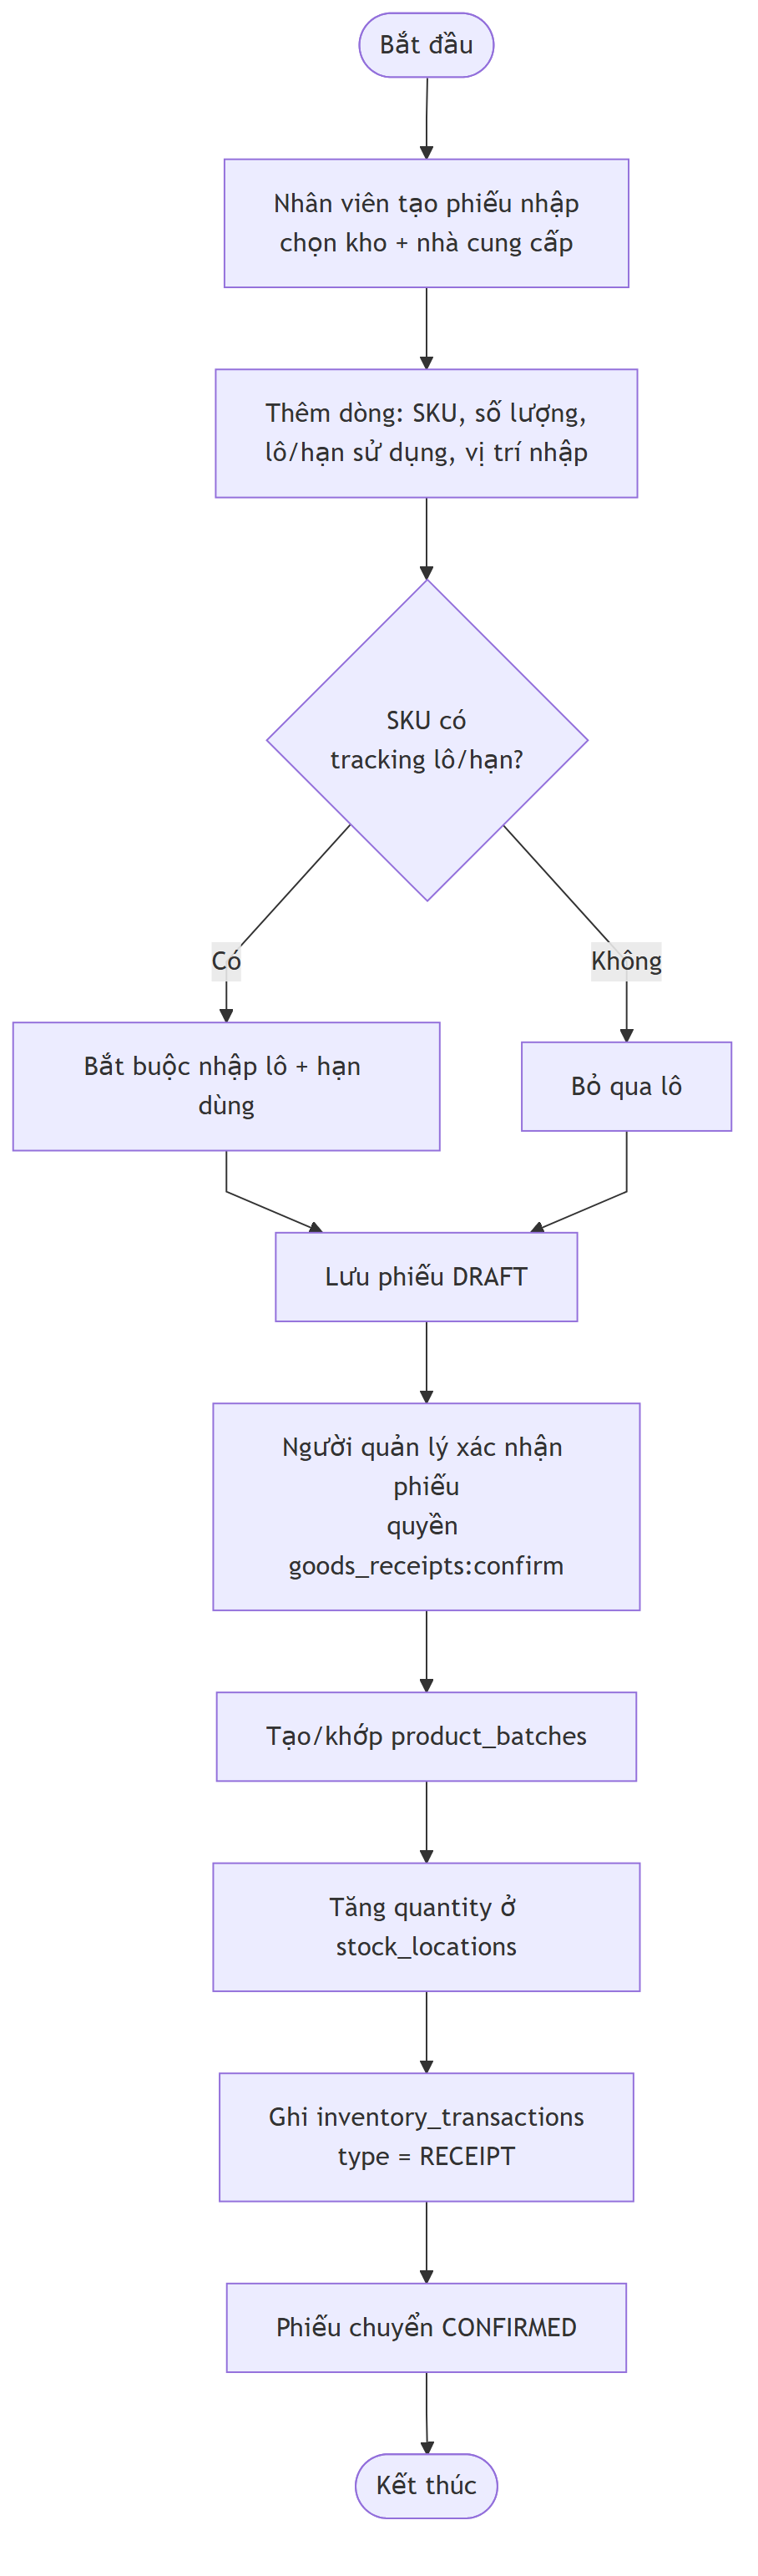 Bắt đầu
Nhân viên tạo phiếu nhập
chọn kho + nhà cung cấp
Thêm dòng: SKU, số lượng,
lô/hạn sử dụng, vị trí nhập
SKU có
tracking lô/hạn?
Có
Không
Bắt buộc nhập lô + hạn
dùng
Bỏ qua lô
Lưu phiếu DRAFT
Người quản lý xác nhận
phiếu
quyền
goods_receipts:confirm
Tạo/khớp product_batches
Tăng quantity ở
stock_locations
Ghi inventory_transactions
type = RECEIPT
Phiếu chuyển CONFIRMED
Kết thúc